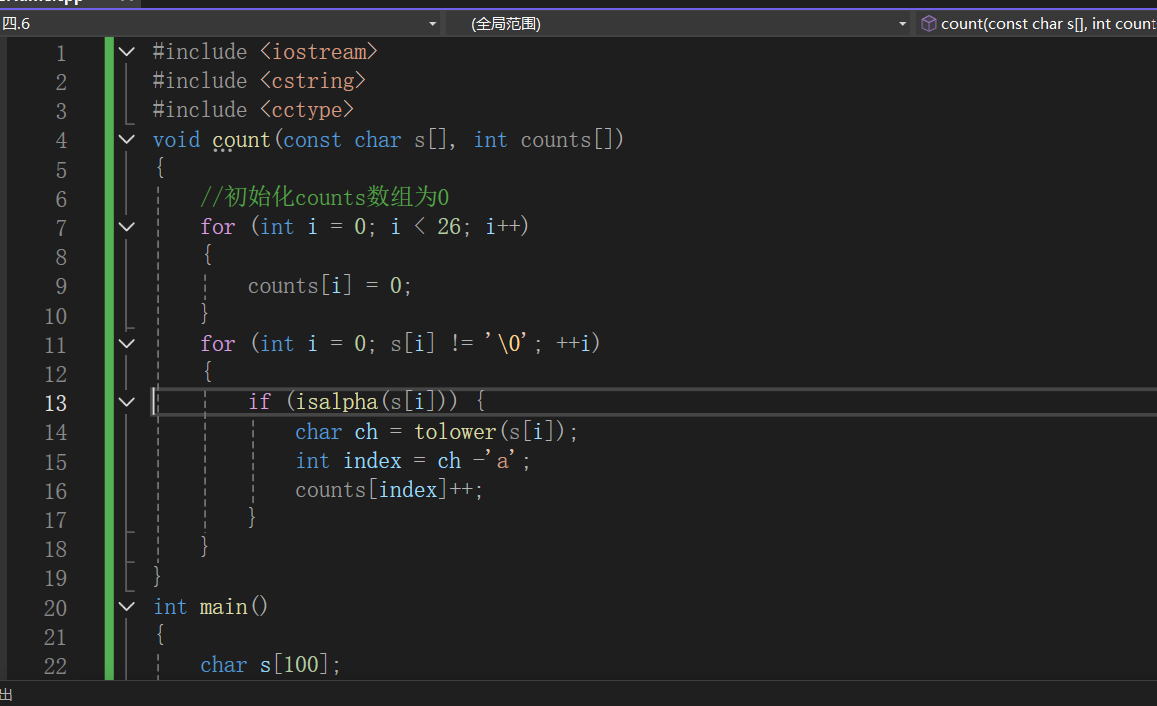 四.6 (全局范围) count(const char s[], int count
1 #include <iostream>
2 #include <cstring>
3 #include <cctype>
4 void count(const char s[], int counts[])
5 {
6 //初始化counts数组为0
7 for (int i = 0; i < 26; i++)
8 {
9 counts[i] = 0;
10 }
11 for (int i = 0; s[i] != '\0'; ++i)
12 {
13 if (isalpha(s[i])) {
14 char ch = tolower(s[i]);
15 int index = ch -'a';
16 counts[index]++;
17 }
18 }
19 }
20 int main()
21 {
22 char s[100];
出